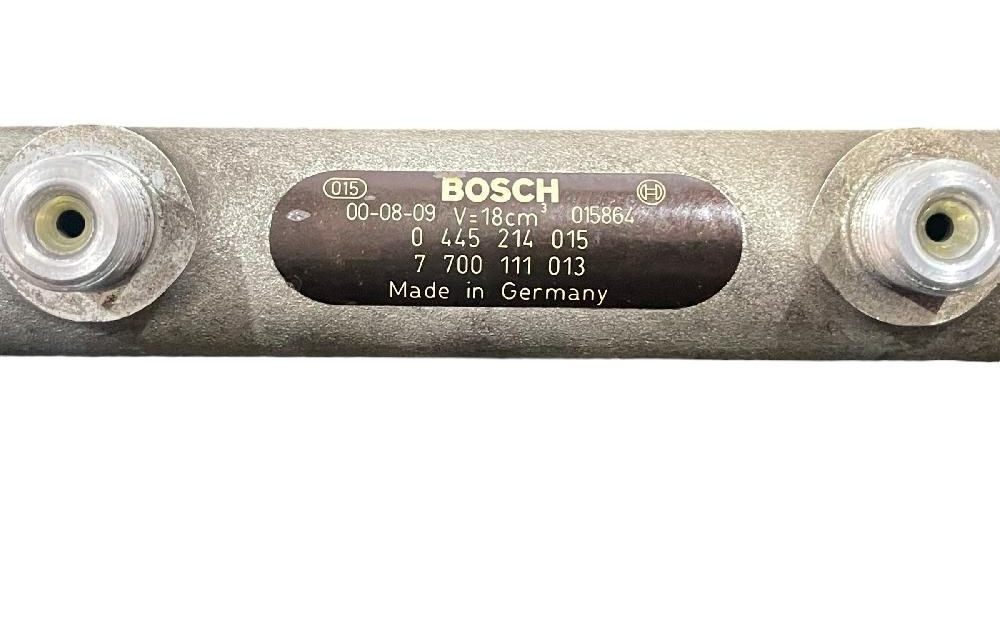 015 BOSCH
00-08-09 V=18cm³ 015864
0 445 214 015
7 700 111 013
Made in Germany